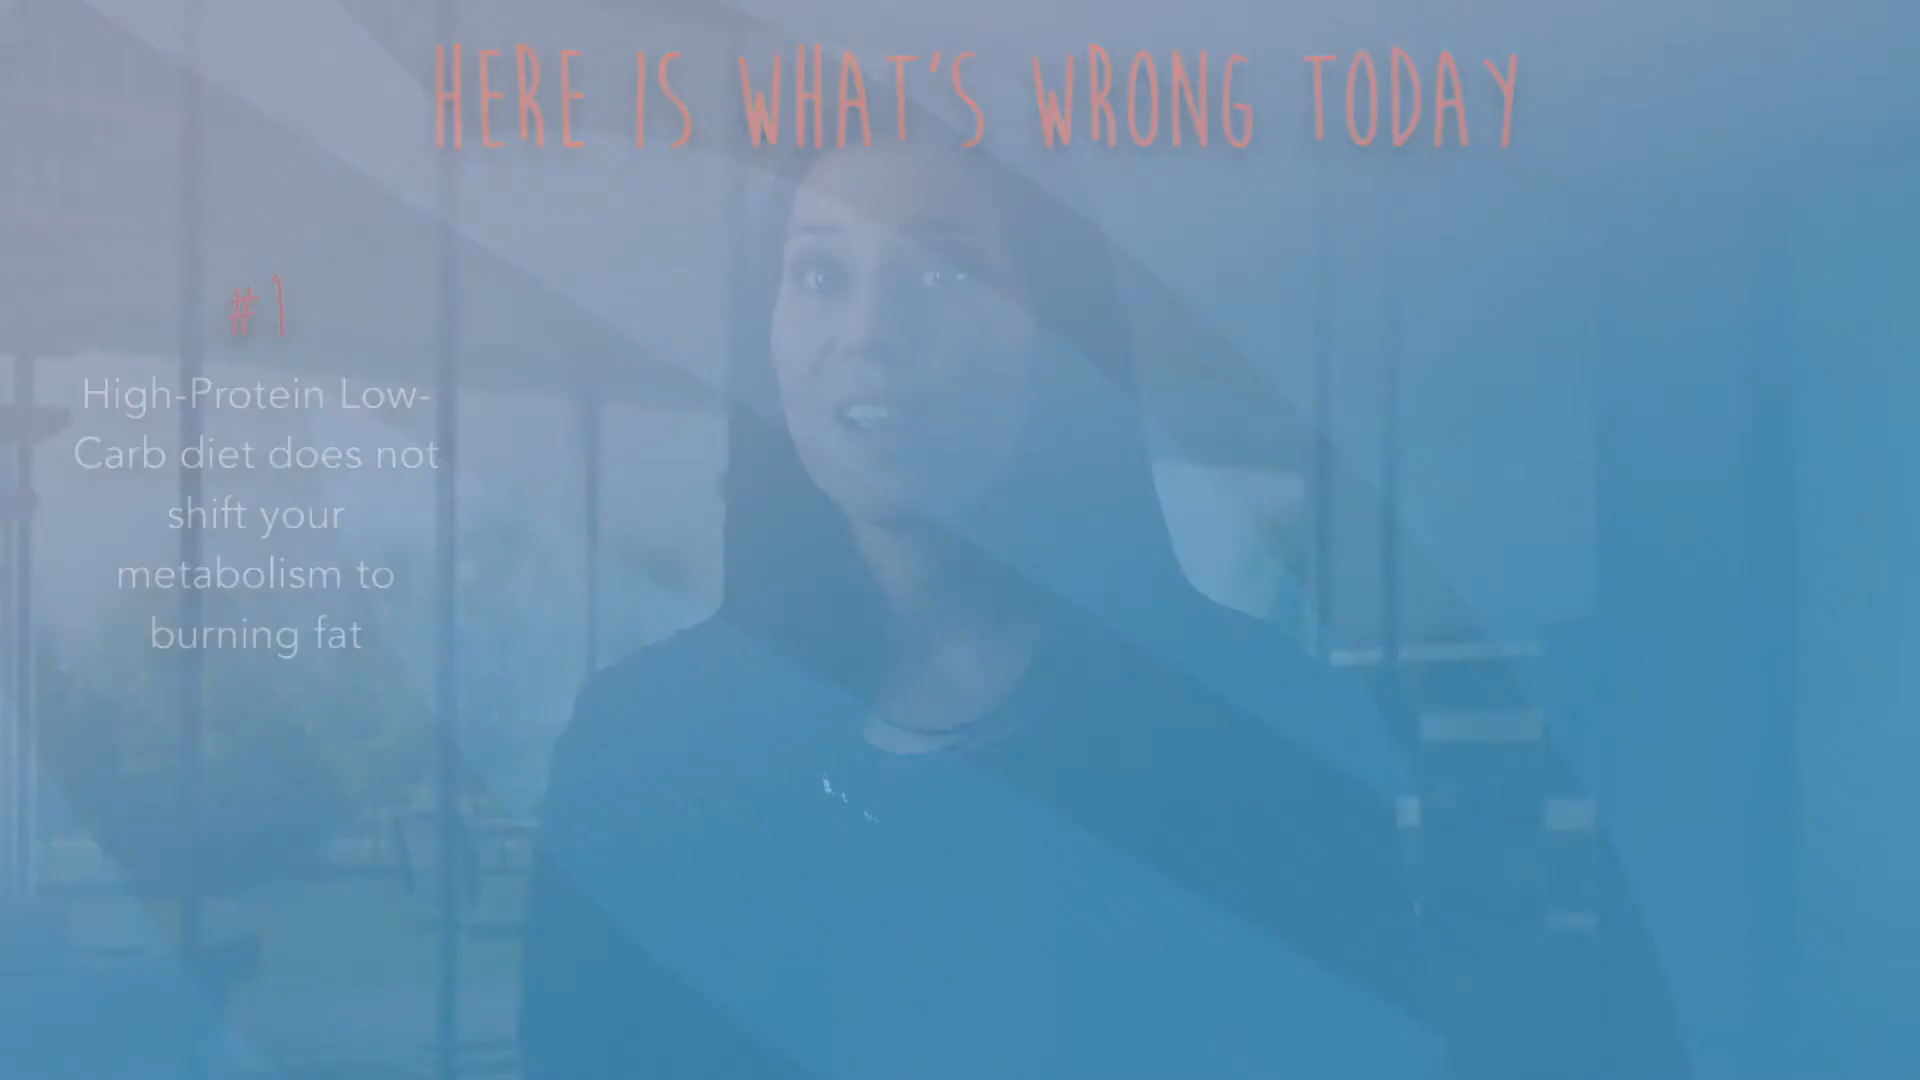 HERE IS WHAT'S WRONG TODAY
#1
High-Protein Low-
Carb diet does not
shift your
metabolism to
burning fat